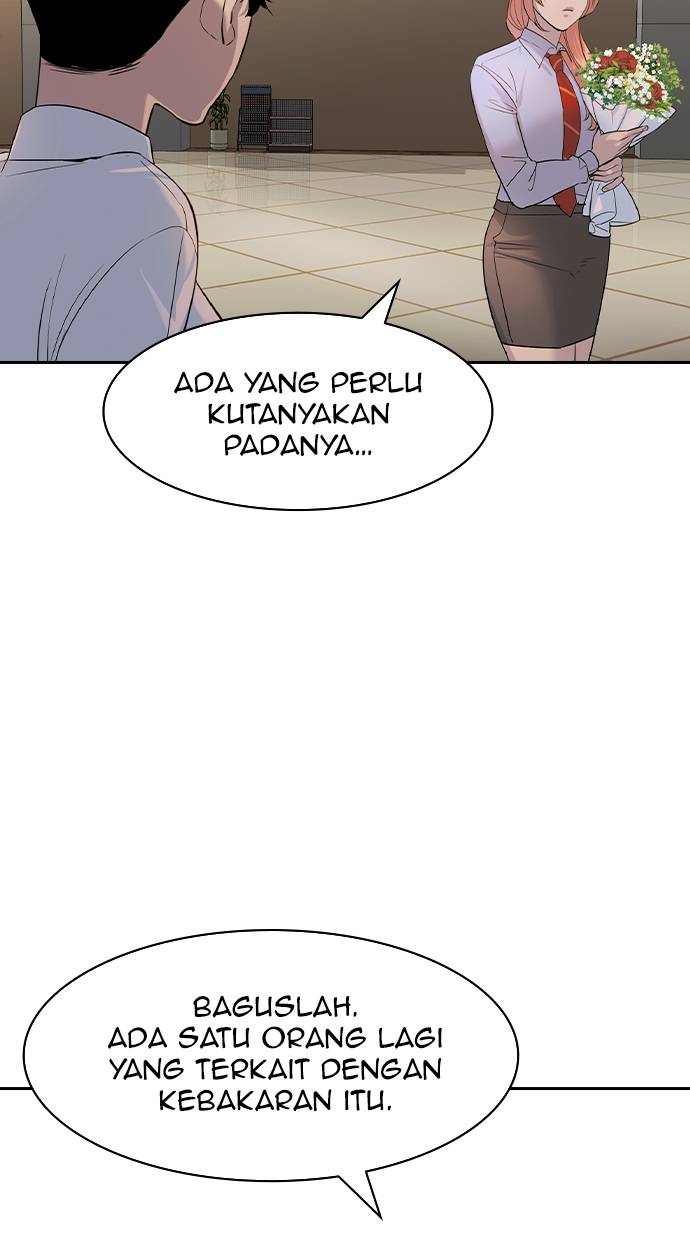 ADA YANG PERLU
KUTANYAKAN
PADANYA...
BAGUSLAH.
ADA SATU ORANG LAGI
YANG TERKAIT DENGAN
KEBAKARAN ITU.